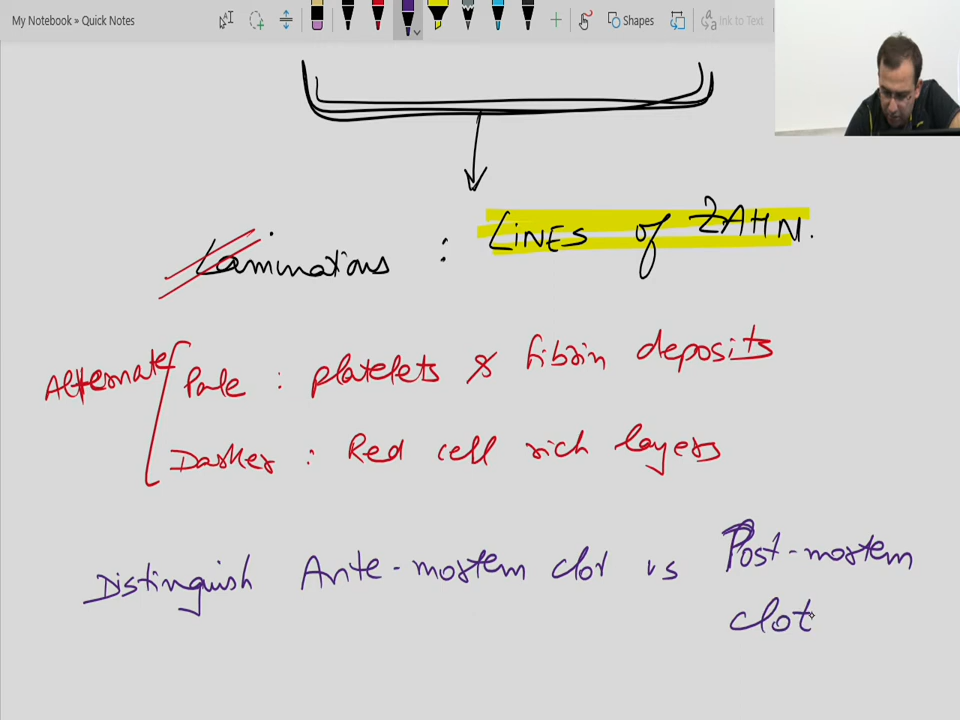 My Notebook » Quick Notes
Shapes
Ink to Text
Laminations : LINES of ZAHN.
Alternate Pale : platelets & fibrin deposits
Darker : Red cell rich layers
Distinguish Ante-mortem clot vs Post-mortem
clot